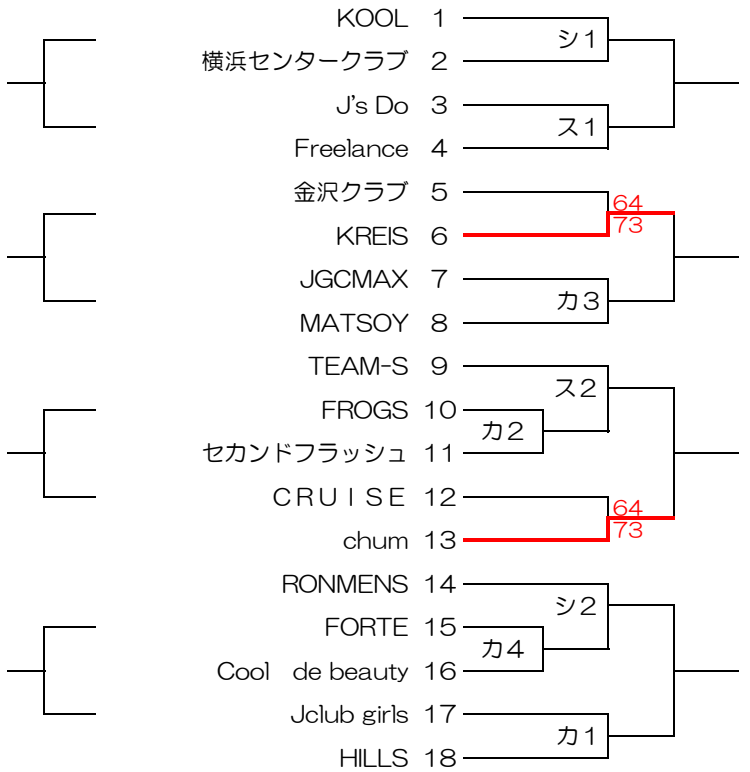 KOOL 1
シ1
横浜センタークラブ 2
J's Do 3
ス1
Freelance 4
金沢クラブ 5
64
73
KREIS 6
JGCMAX 7
カ3
MATSOY 8
TEAM-S 9
ス2
FROGS 10
カ2
セカンドフラッシュ 11
CRUISE 12
64
73
chum 13
RONMENS 14
シ2
FORTE 15
カ4
Cool de beauty 16
Jclub girls 17
カ1
HILLS 18